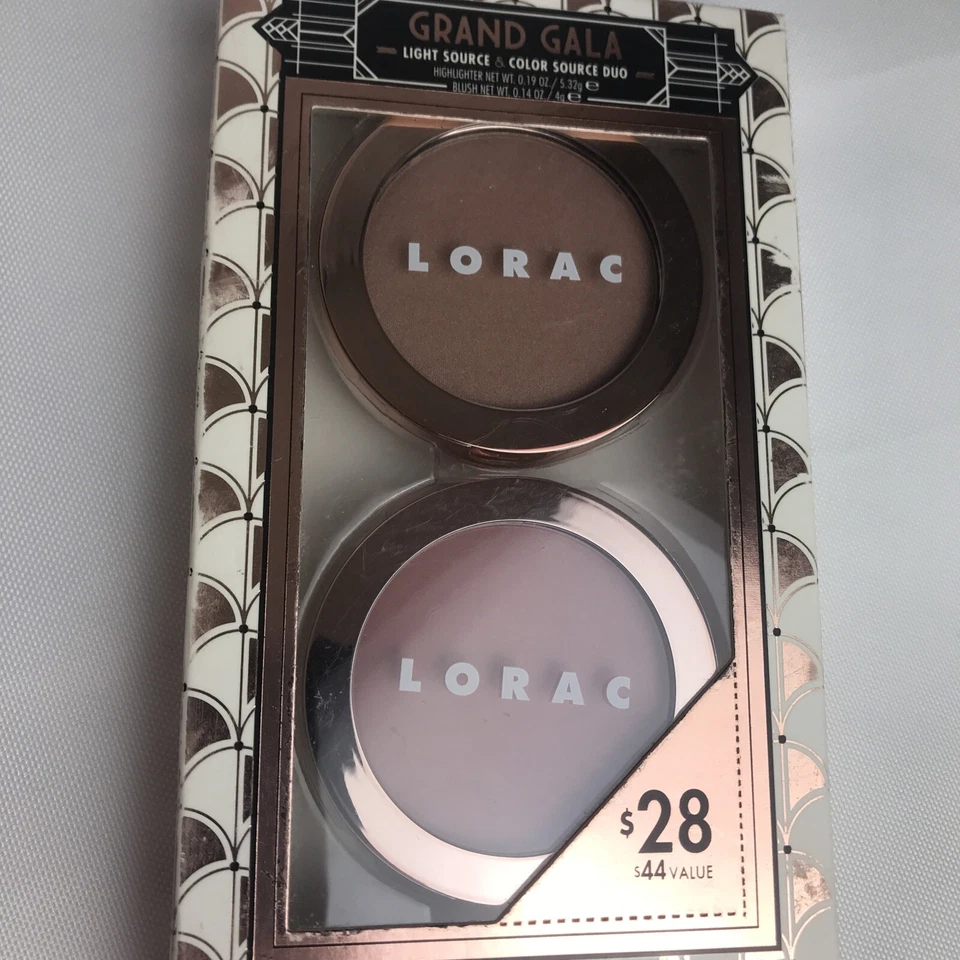 GRAND GALA
LIGHT SOURCE & COLOR SOURCE DUO
HIGHLIGHTER NET WT. 0.19 OZ. / 5.32g ℮
BLUSH NET WT. 0.14 OZ / 4g ℮
LORAC
LORAC
$28
$44 VALUE